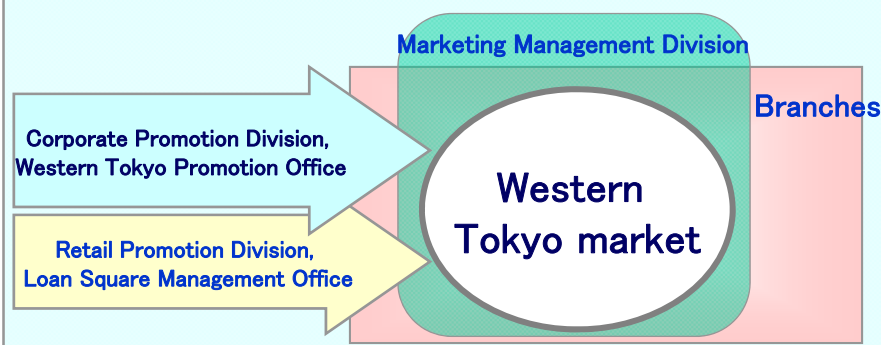 Marketing Management Division
Branches
Corporate Promotion Division,
Western Tokyo Promotion Office
Western
Tokyo market
Retail Promotion Division,
Loan Square Management Office